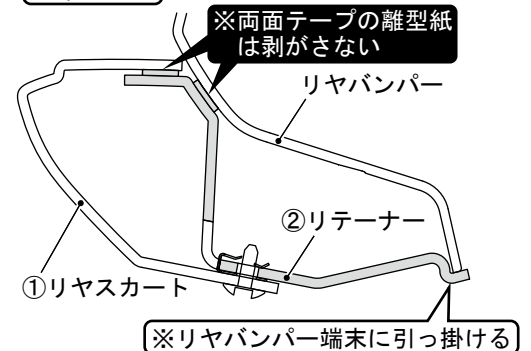 ※両面テープの離型紙
は剥がさない
リヤバンパー
②リテーナー
①リヤスカート
※リヤバンパー端末に引っ掛ける